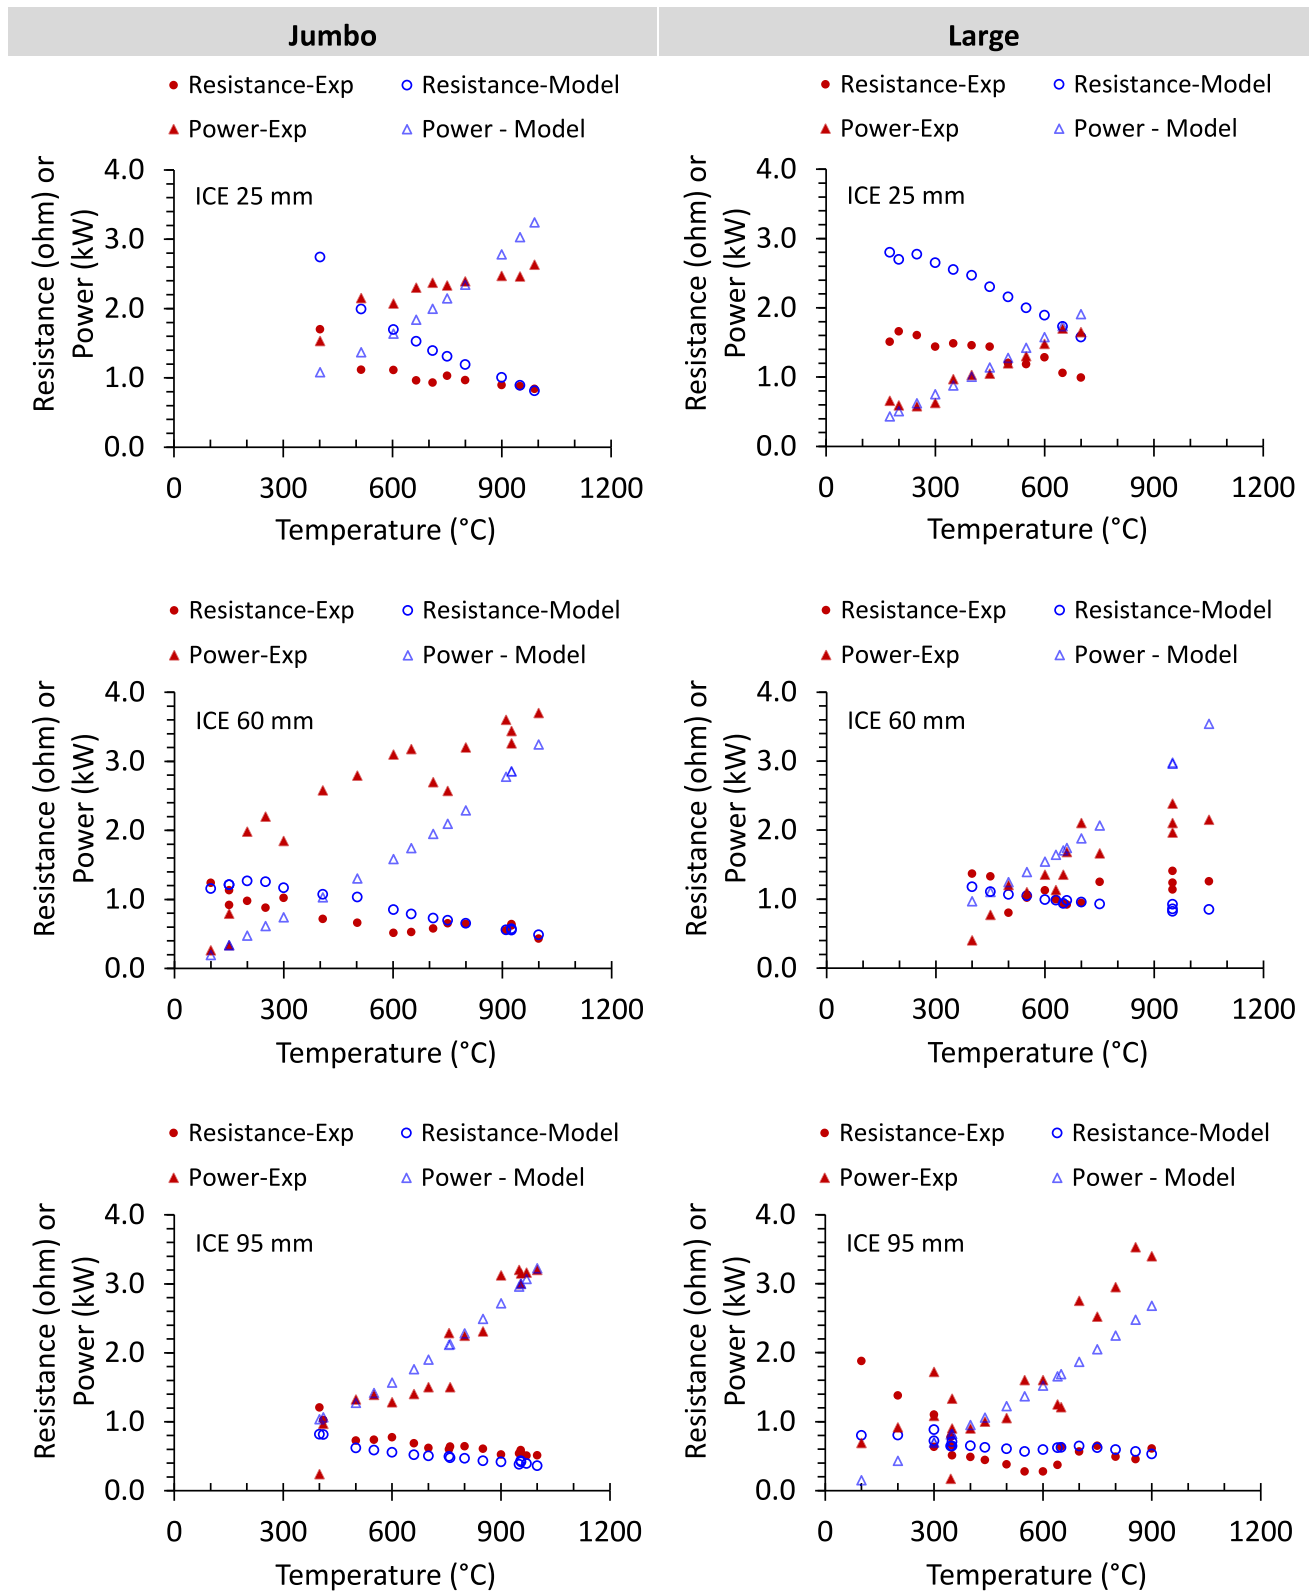 Jumbo
Large
Resistance-Exp
Resistance-Model
Power-Exp
Power - Model
Resistance (ohm) or
Power (kW)
4.0
3.0
2.0
1.0
0.0
ICE 25 mm
0 300 600 900 1200
Temperature (°C)
Resistance-Exp
Resistance-Model
Power-Exp
Power - Model
Resistance (ohm) or
Power (kW)
4.0
3.0
2.0
1.0
0.0
ICE 25 mm
0 300 600 900 1200
Temperature (°C)
Resistance-Exp
Resistance-Model
Power-Exp
Power - Model
Resistance (ohm) or
Power (kW)
4.0
3.0
2.0
1.0
0.0
ICE 60 mm
0 300 600 900 1200
Temperature (°C)
Resistance-Exp
Resistance-Model
Power-Exp
Power - Model
Resistance (ohm) or
Power (kW)
4.0
3.0
2.0
1.0
0.0
ICE 60 mm
0 300 600 900 1200
Temperature (°C)
Resistance-Exp
Resistance-Model
Power-Exp
Power - Model
Resistance (ohm) or
Power (kW)
4.0
3.0
2.0
1.0
0.0
ICE 95 mm
0 300 600 900 1200
Temperature (°C)
Resistance-Exp
Resistance-Model
Power-Exp
Power - Model
Resistance (ohm) or
Power (kW)
4.0
3.0
2.0
1.0
0.0
ICE 95 mm
0 300 600 900 1200
Temperature (°C)